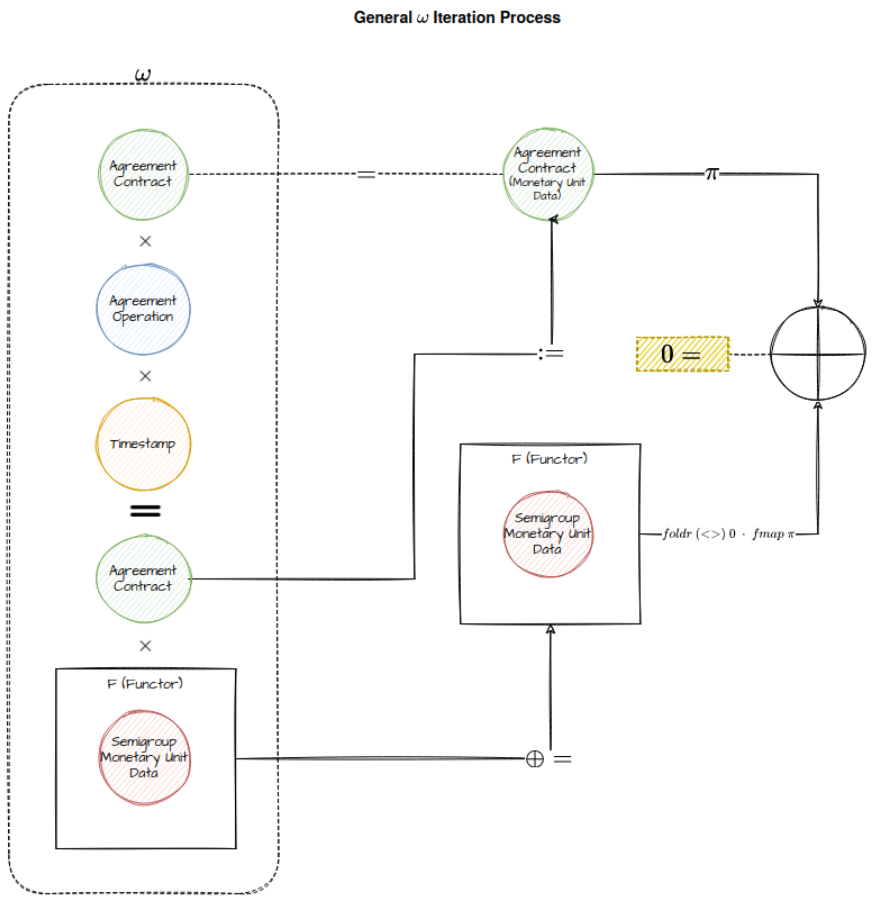 General ω Iteration Process
ω
Agreement
Contract
=
Agreement
Contract
(Monetary Unit
Data)
π
×
Agreement
Operation
×
:=
0 =
Timestamp
=
F (Functor)
Semigroup
Monetary Unit
Data
foldr (<>) 0 · fmap π
Agreement
Contract
×
F (Functor)
Semigroup
Monetary Unit
Data
⊕ =